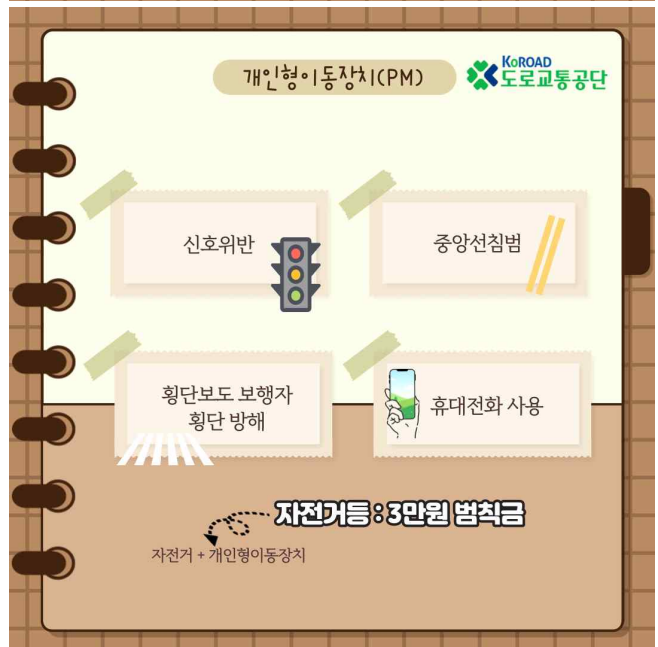 개인형이동장치(PM)
KoROAD
도로교통공단
신호위반
중앙선침범
횡단보도 보행자
횡단 방해
휴대전화 사용
자전거등 : 3만원 범칙금
자전거 + 개인형이동장치